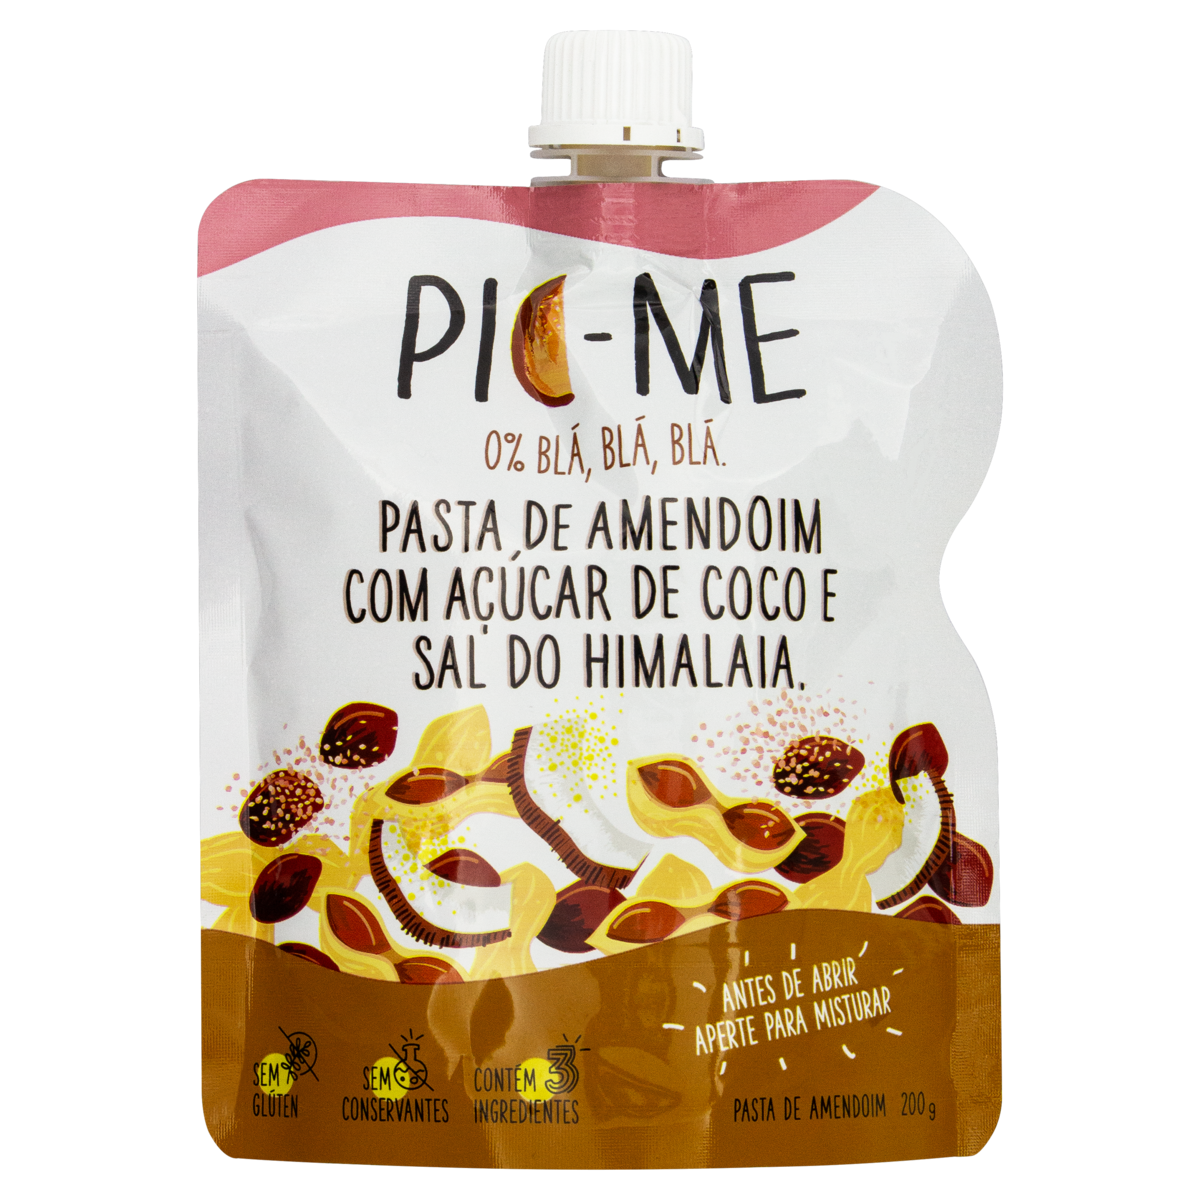 PIC-ME
0% BLÁ, BLÁ, BLÁ.
PASTA DE AMENDOIM
COM AÇÚCAR DE COCO E
SAL DO HIMALAIA.
ANTES DE ABRIR
APERTE PARA MISTURAR
SEM
GLÚTEN
SEM
CONSERVANTES
CONTÉM 3
INGREDIENTES
PASTA DE AMENDOIM 200g